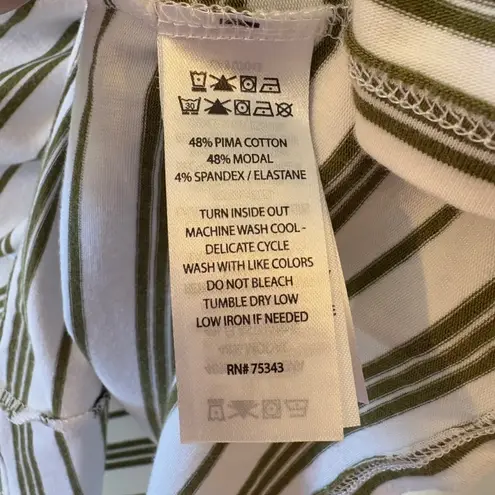 30
48% PIMA COTTON
48% MODAL
4% SPANDEX / ELASTANE
TURN INSIDE OUT
MACHINE WASH COOL -
DELICATE CYCLE
WASH WITH LIKE COLORS
DO NOT BLEACH
TUMBLE DRY LOW
LOW IRON IF NEEDED
RN# 75343